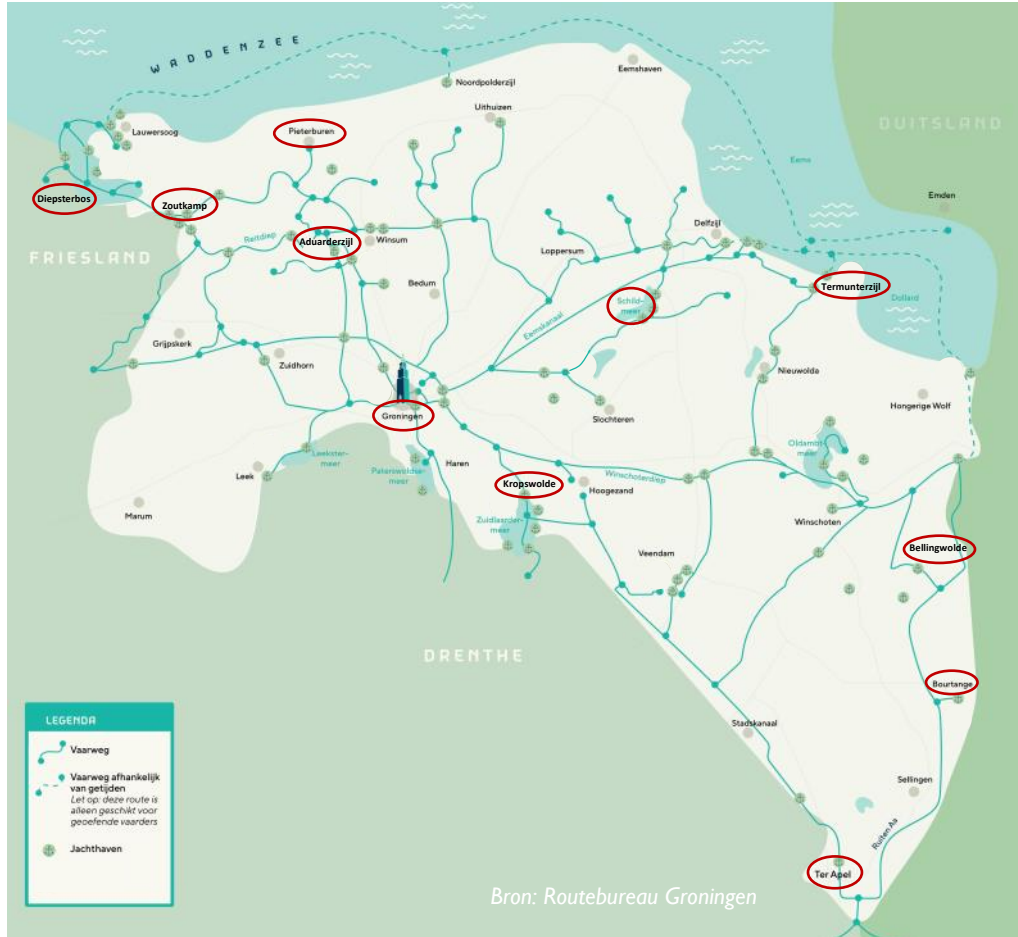 WADDENZEE
Eemshaven
Noordpolderzijl
Uithuizen
Lauwersoog
Pieterburen
DUITSLAND
Eems
Diepsterbos
Zoutkamp
Emden
Delfzijl
Reitdiep
Aduarderzijl
Winsum
Loppersum
FRIESLAND
Bedum
Termunterzijl
Dollard
Schild-
meer
Eemskanaal
Grijpskerk
Zuidhorn
Nieuwolda
Hongerige Wolf
Groningen
Slochteren
Oldambt-
meer
Leekster-
meer
Haren
Paterswoldse-
meer
Leek
Winschoterdiep
Kropswolde
Hoogezand
Marum
Zuidlaarder-
meer
Winschoten
Veendam
Bellingwolde
DRENTHE
Bourtange
LEGENDA
Vaarweg
Vaarweg afhankelijk
van getijden
Let op: deze route is
alleen geschikt voor
geoefende vaarders
Jachthaven
Stadskanaal
Sellingen
Ruiten Aa
Ter Apel
Bron: Routebureau Groningen